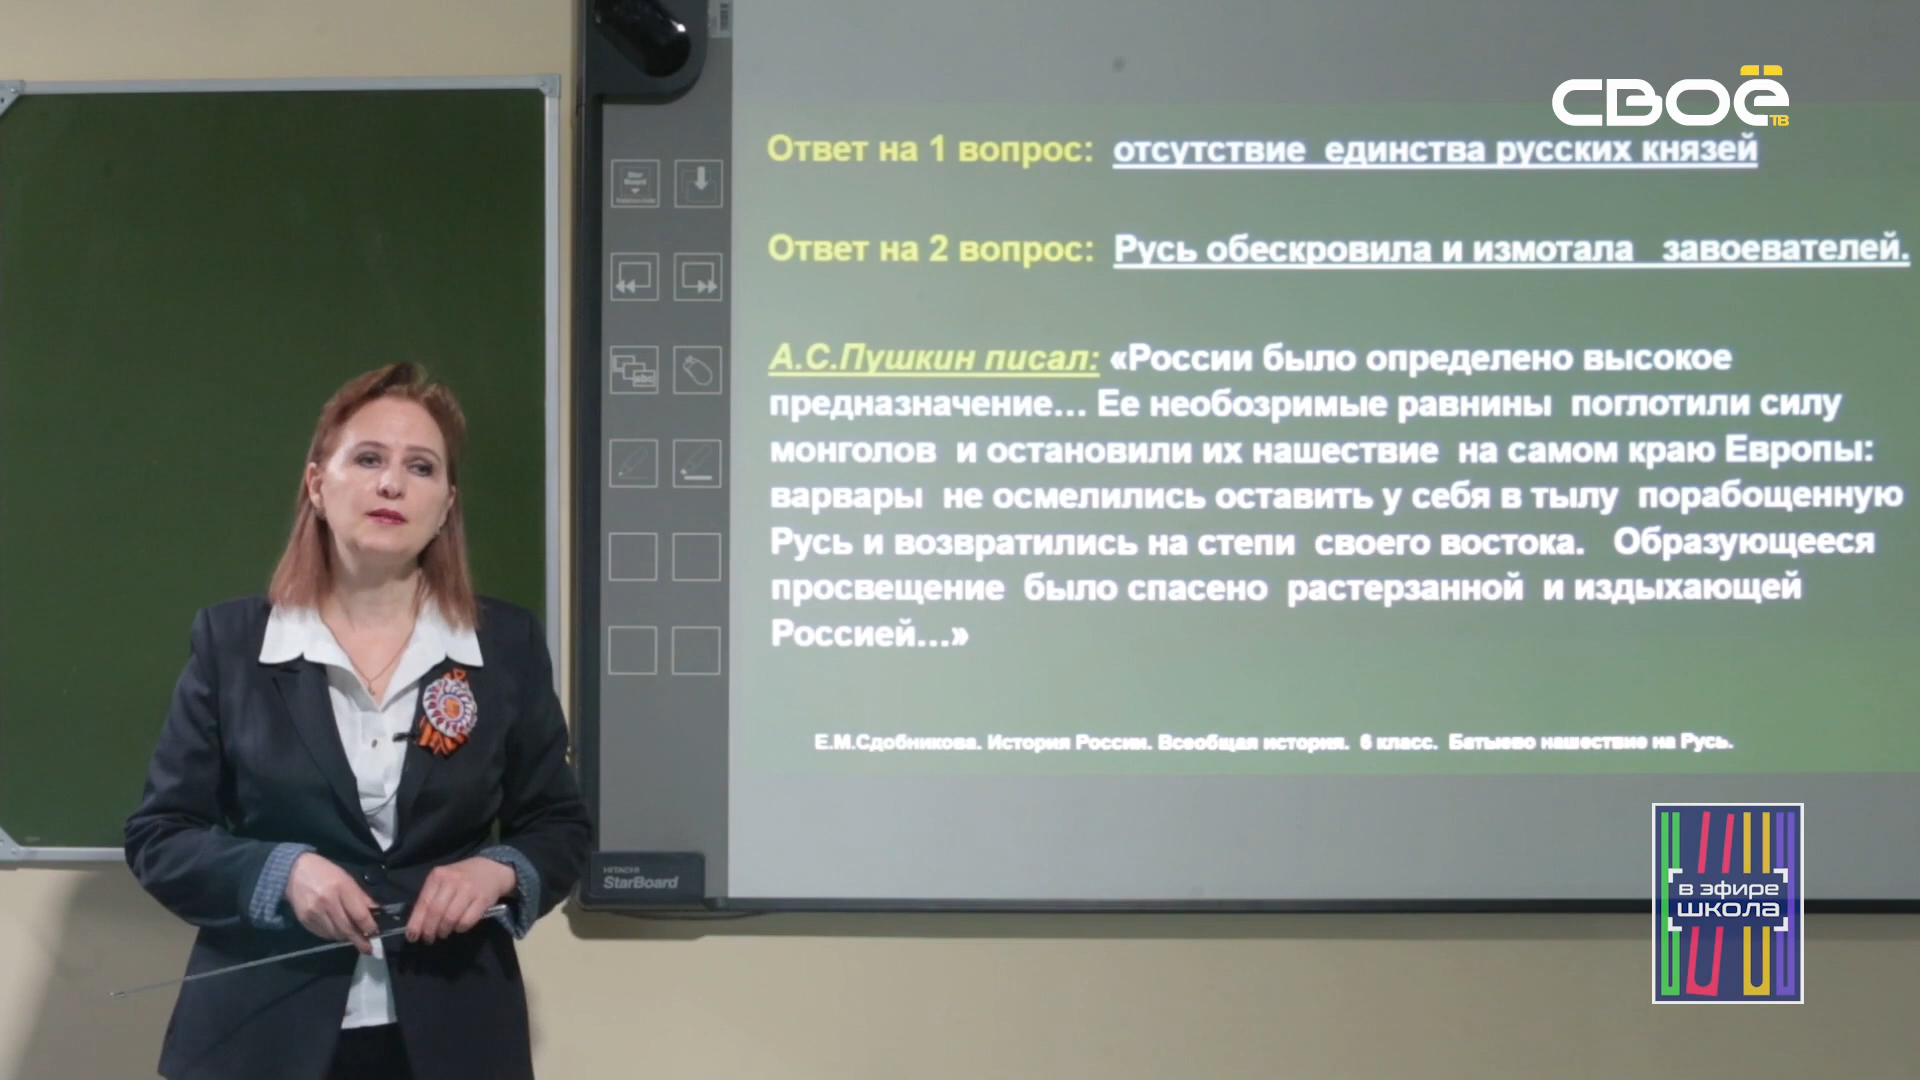 СВОЁ
ТВ
Ответ на 1 вопрос: отсутствие единства русских князей
Ответ на 2 вопрос: Русь обескровила и измотала завоевателей.
А.С.Пушкин писал: «России было определено высокое
предназначение... Ее необозримые равнины поглотили силу
монголов и остановили их нашествие на самом краю Европы:
варвары не осмелились оставить у себя в тылу порабощенную
Русь и возвратились на степи своего востока. Образующееся
просвещение было спасено растерзанной и издыхающей
Россией...»
Е.М.Сдобникова. История России. Всеобщая история. 6 класс. Батыево нашествие на Русь.
HITACHI
StarBoard
В ЭФИРЕ
ШКОЛА